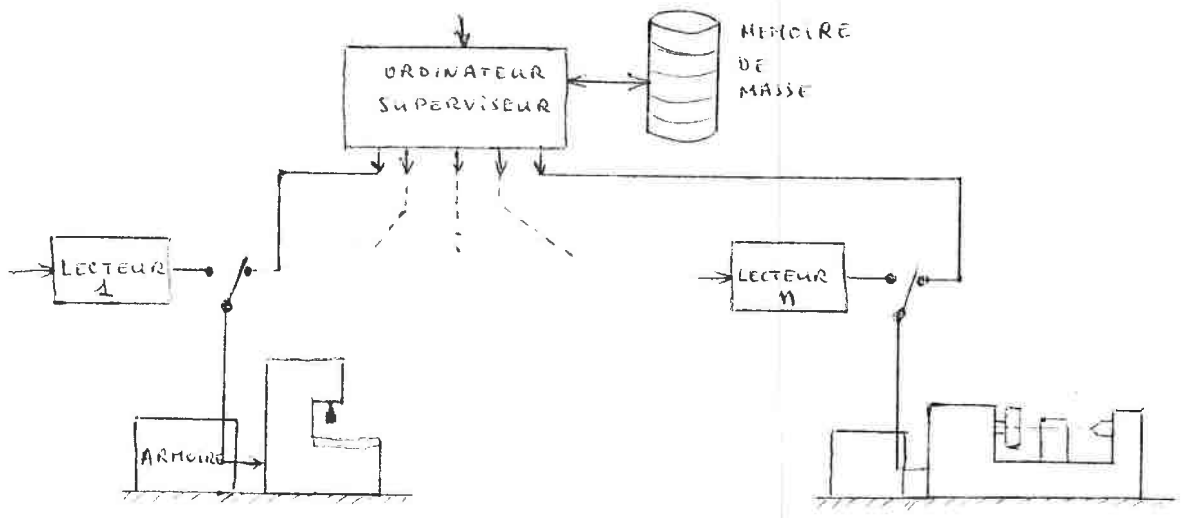 ORDINATEUR
SUPERVISEUR
MEMOIRE
DE
MASSE
LECTEUR
1
LECTEUR
n
ARMOIRE